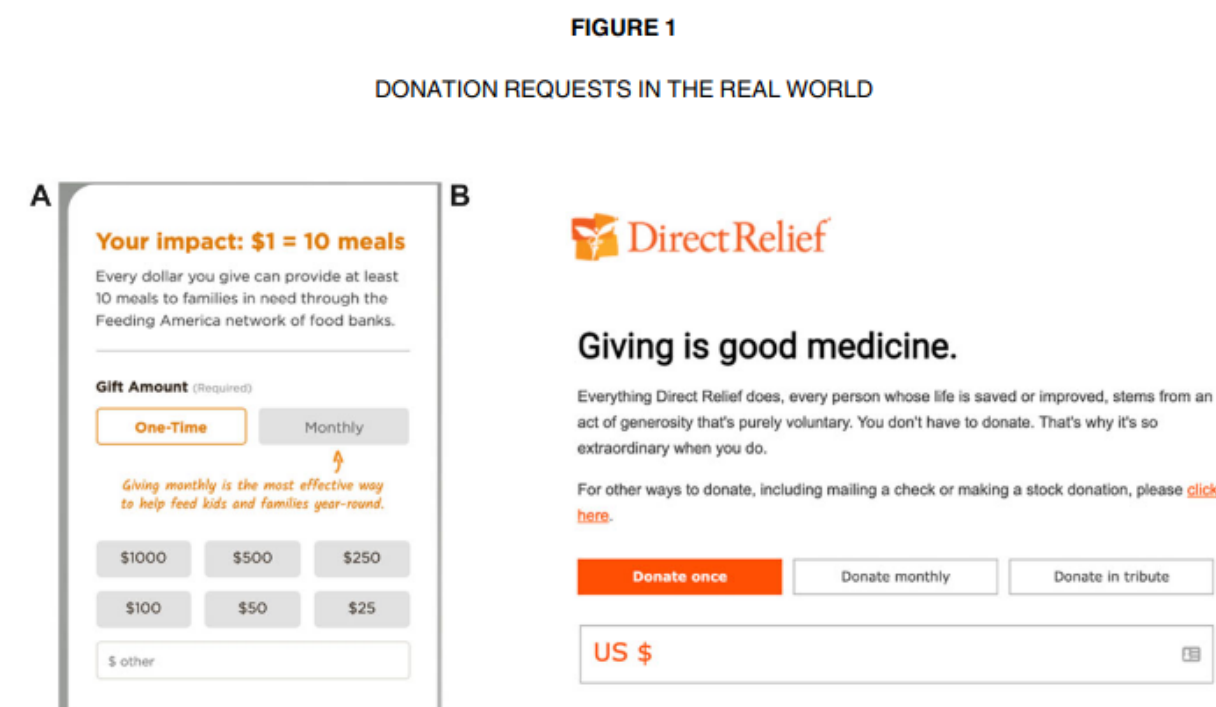 FIGURE 1
DONATION REQUESTS IN THE REAL WORLD
A
Your impact: $1 = 10 meals
Every dollar you give can provide at least
10 meals to families in need through the
Feeding America network of food banks.
Gift Amount (Required)
One-Time
Monthly
Giving monthly is the most effective way
to help feed kids and families year-round.
$1000 $500 $250
$100 $50 $25
$ other
B
Direct Relief
Giving is good medicine.
Everything Direct Relief does, every person whose life is saved or improved, stems from an
act of generosity that's purely voluntary. You don't have to donate. That's why it's so
extraordinary when you do.
For other ways to donate, including mailing a check or making a stock donation, please click
here.
Donate once
Donate monthly
Donate in tribute
US $